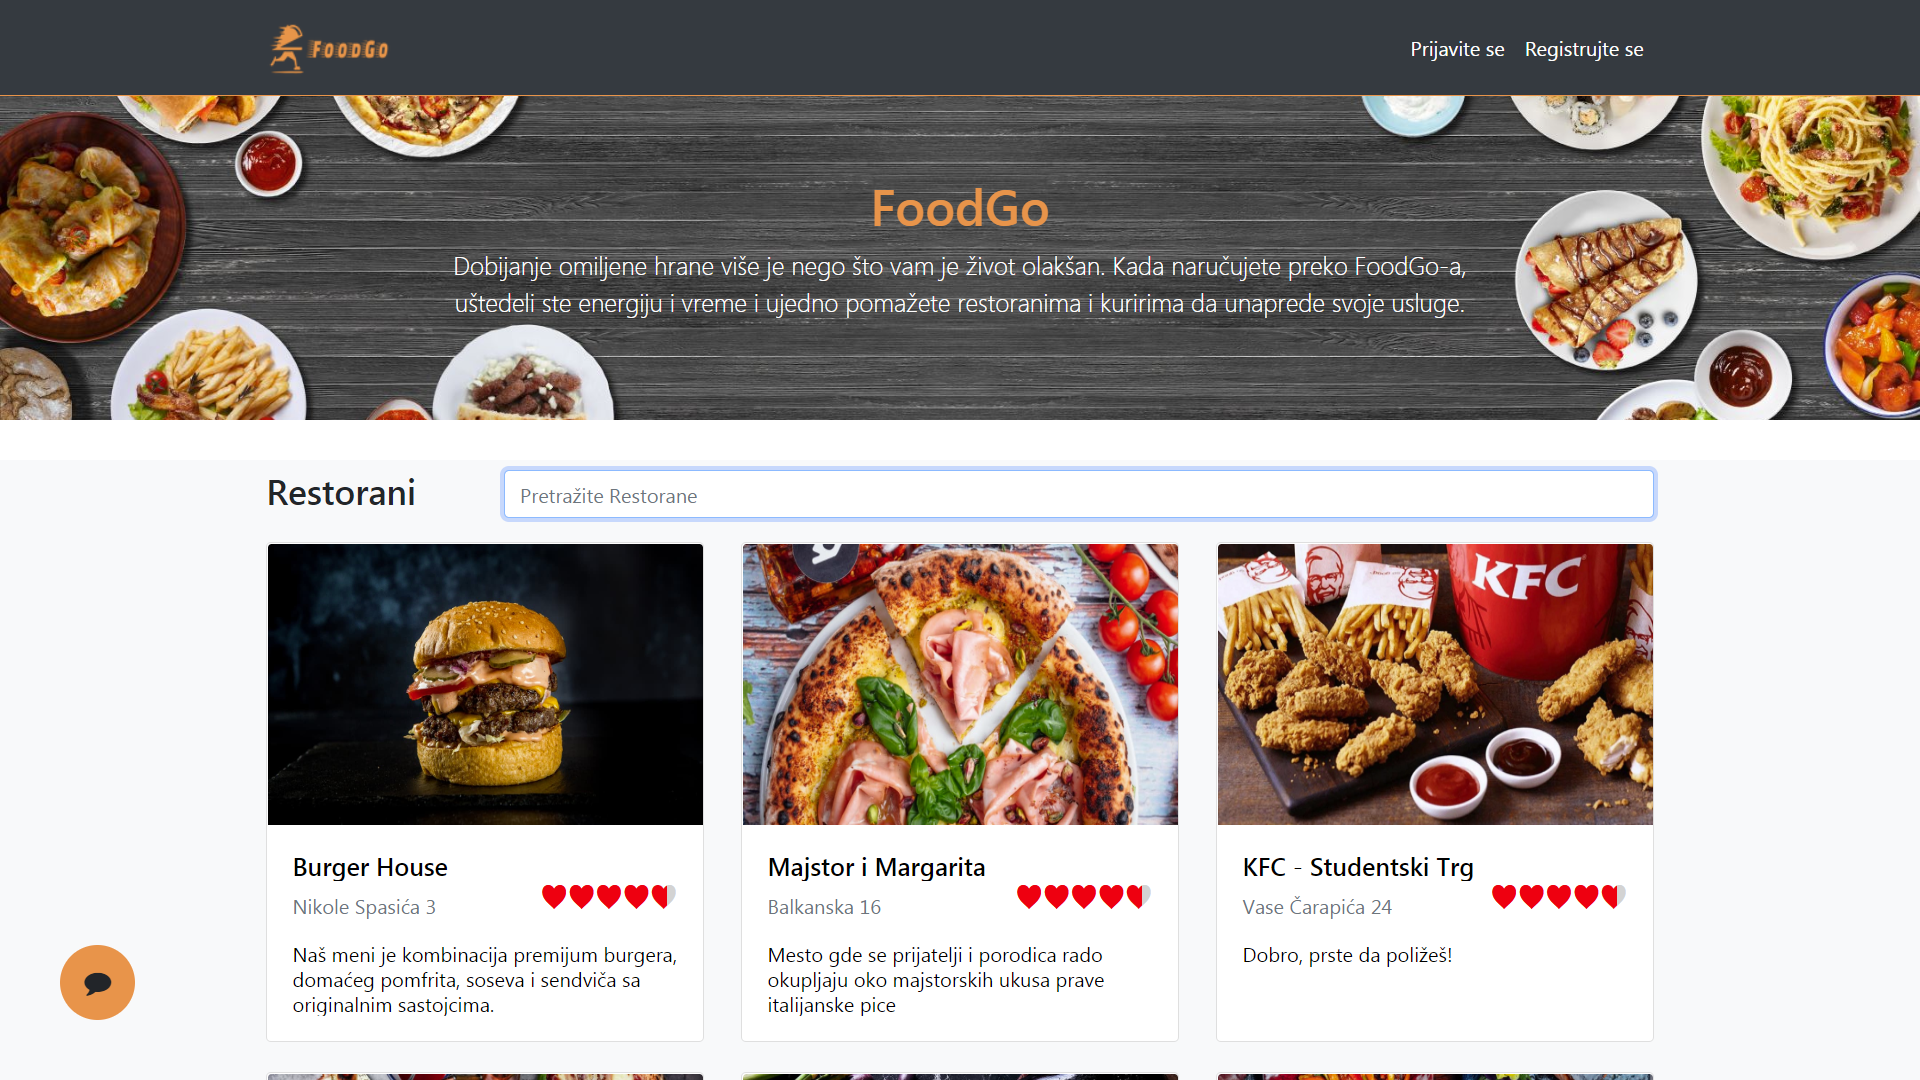 FoodGo
Prijavite se
Registrujte se
FoodGo
Dobijanje omiljene hrane više je nego što vam je život olakšan. Kada naručujete preko FoodGo-a,
uštedeli ste energiju i vreme i ujedno pomažete restoranima i kuririma da unaprede svoje usluge.
Restorani
Pretražite Restorane
KFC
Burger House
Nikole Spasića 3
Naš meni je kombinacija premijum burgera,
domaćeg pomfrita, soseva i sendviča sa
originalnim sastojcima.
Majstor i Margarita
Balkanska 16
Mesto gde se prijatelji i porodica rado
okupljaju oko majstorskih ukusa prave
italijanske pice
KFC - Studentski Trg
Vase Čarapića 24
Dobro, prste da poližeš!